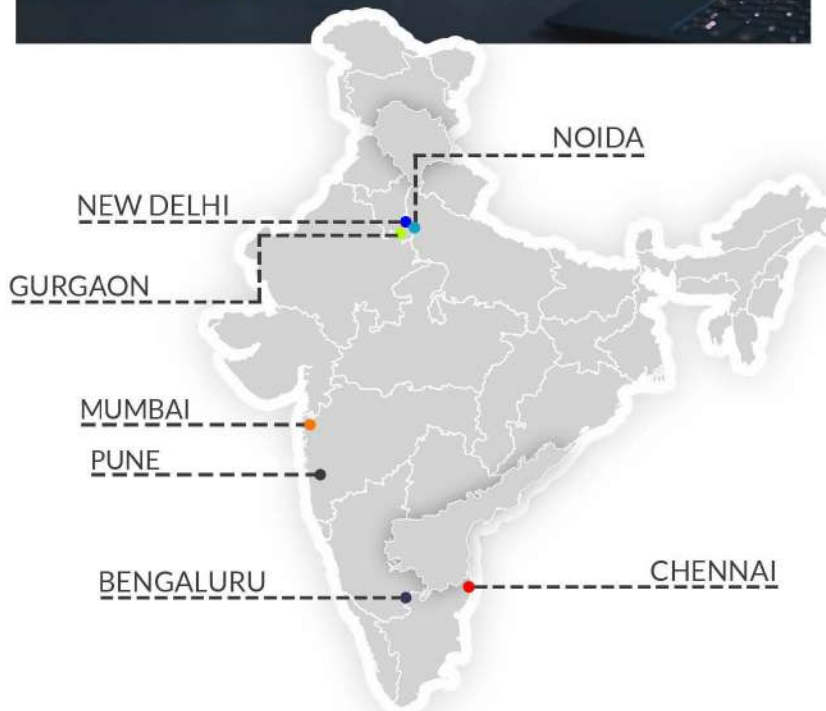 NOIDA
NEW DELHI
GURGAON
MUMBAI
PUNE
BENGALURU
CHENNAI